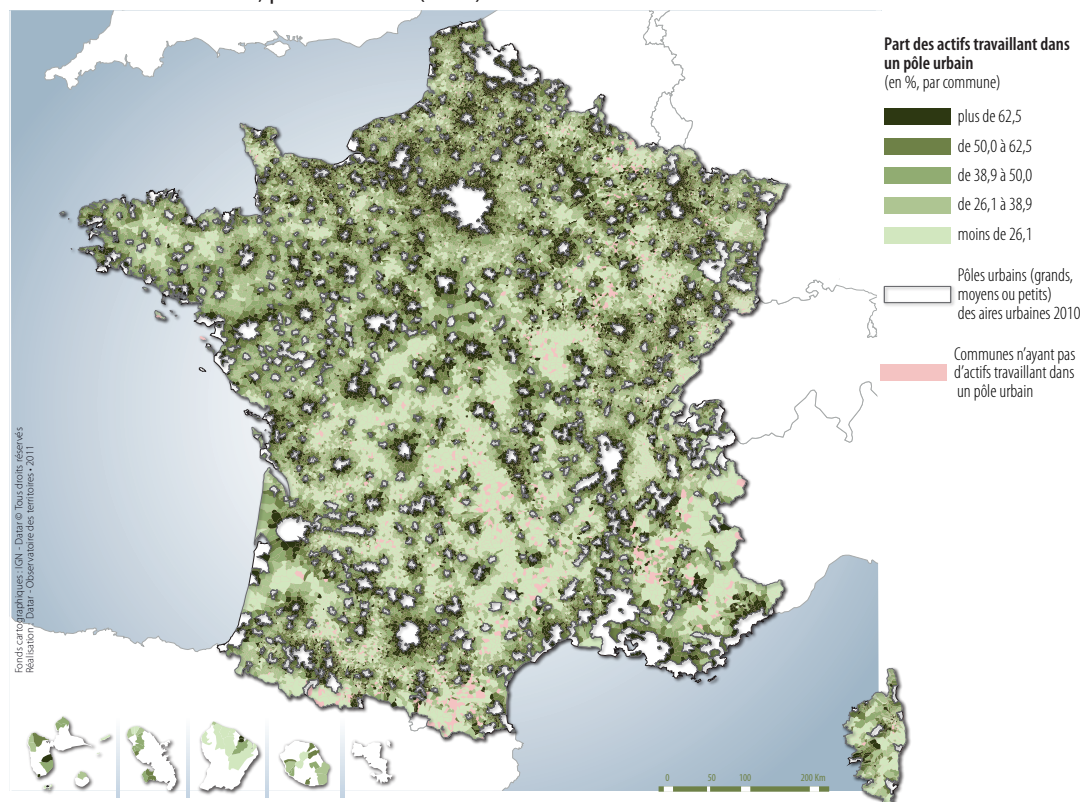 Part des actifs travaillant dans
un pôle urbain
(en %, par commune)
plus de 62,5
de 50,0 à 62,5
de 38,9 à 50,0
de 26,1 à 38,9
moins de 26,1
Pôles urbains (grands,
moyens ou petits)
des aires urbaines 2010
Communes n’ayant pas
d’actifs travaillant dans
un pôle urbain
Fonds cartographiques : IGN - Datar © Tous droits réservés
Réalisation : Datar - Observatoire des territoires • 2011
0 50 100 200 Km